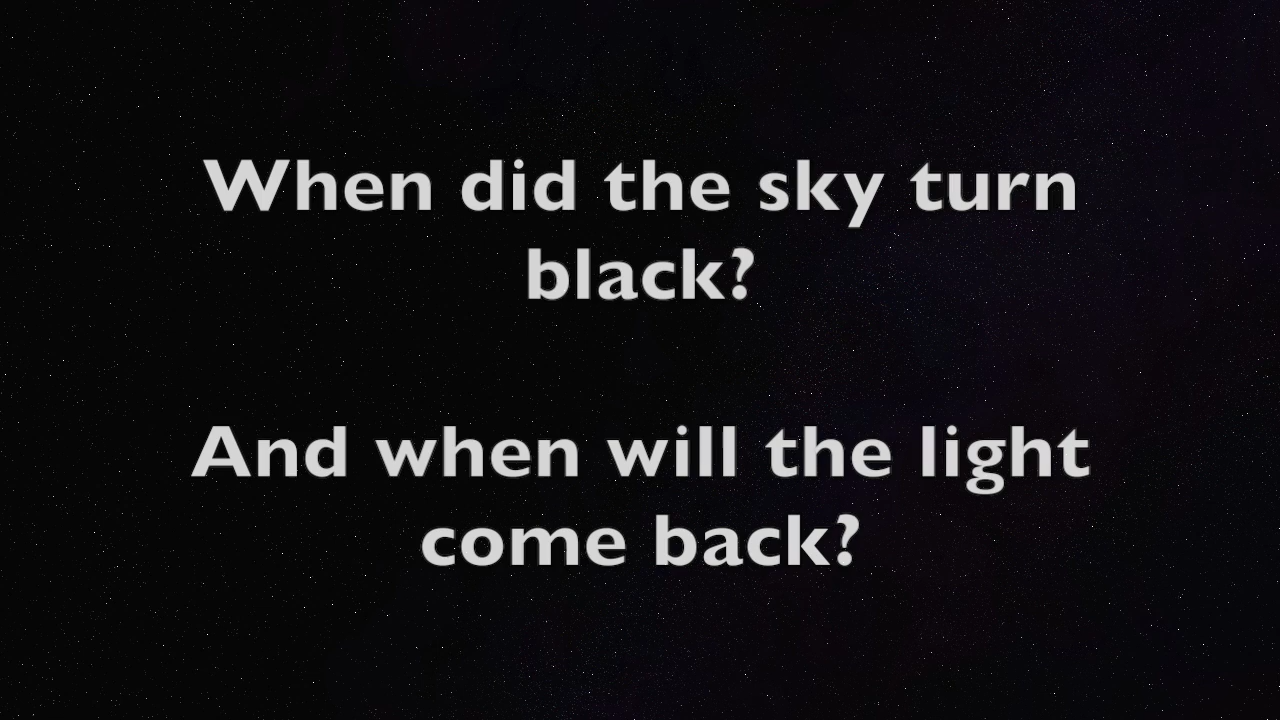 When did the sky turn
black?
And when will the light
come back?